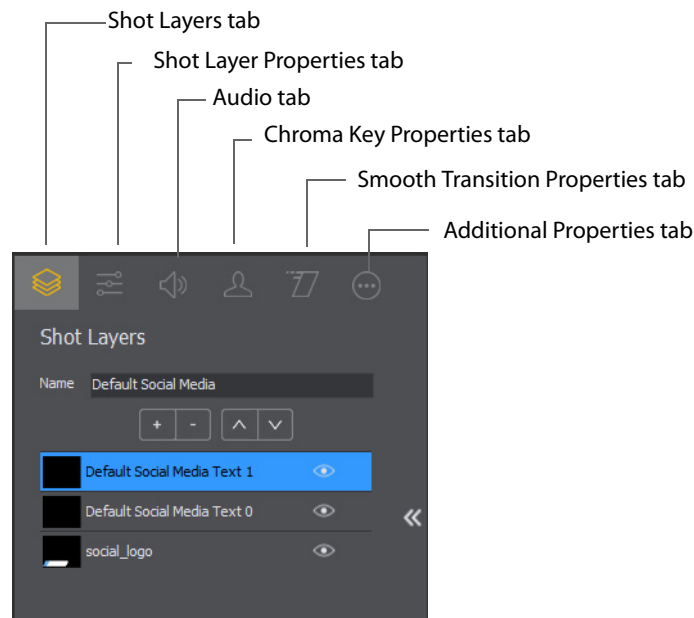 Shot Layers tab
Shot Layer Properties tab
Audio tab
Chroma Key Properties tab
Smooth Transition Properties tab
Additional Properties tab
Shot Layers
Name Default Social Media
+ -
Default Social Media Text 1
Default Social Media Text 0
social_logo